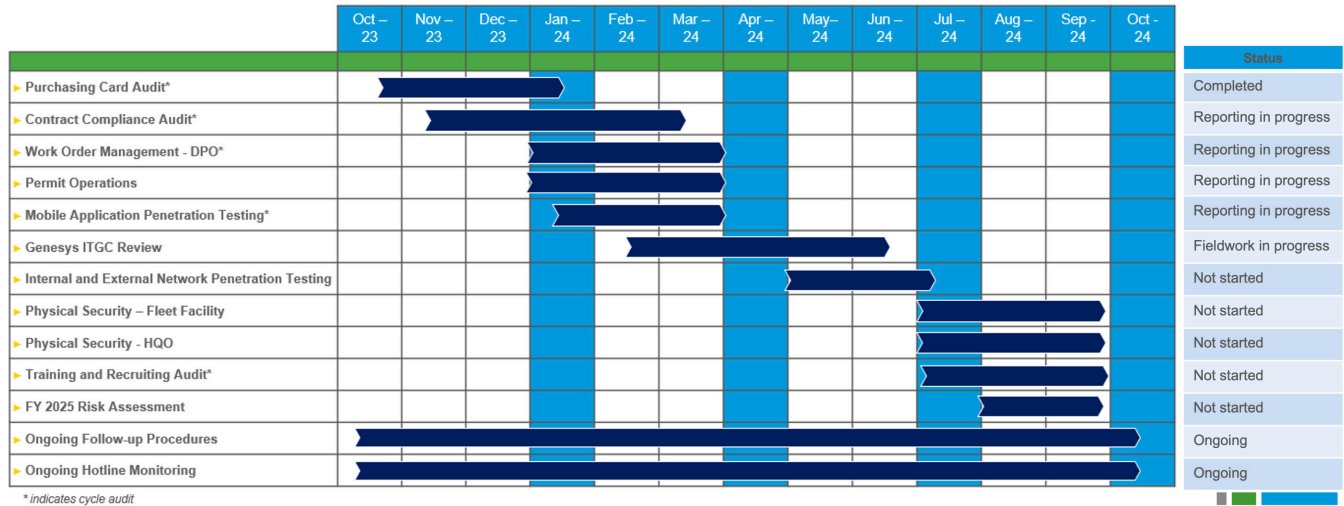 Oct – 23 Nov – 23 Dec – 23 Jan – 24 Feb – 24 Mar – 24 Apr – 24 May– 24 Jun – 24 Jul – 24 Aug – 24 Sep - 24 Oct - 24
Status
► Purchasing Card Audit* Completed
► Contract Compliance Audit* Reporting in progress
► Work Order Management - DPO* Reporting in progress
► Permit Operations Reporting in progress
► Mobile Application Penetration Testing* Reporting in progress
► Genesys ITGC Review Fieldwork in progress
► Internal and External Network Penetration Testing Not started
► Physical Security – Fleet Facility Not started
► Physical Security - HQO Not started
► Training and Recruiting Audit* Not started
► FY 2025 Risk Assessment Not started
► Ongoing Follow-up Procedures Ongoing
► Ongoing Hotline Monitoring Ongoing
* indicates cycle audit